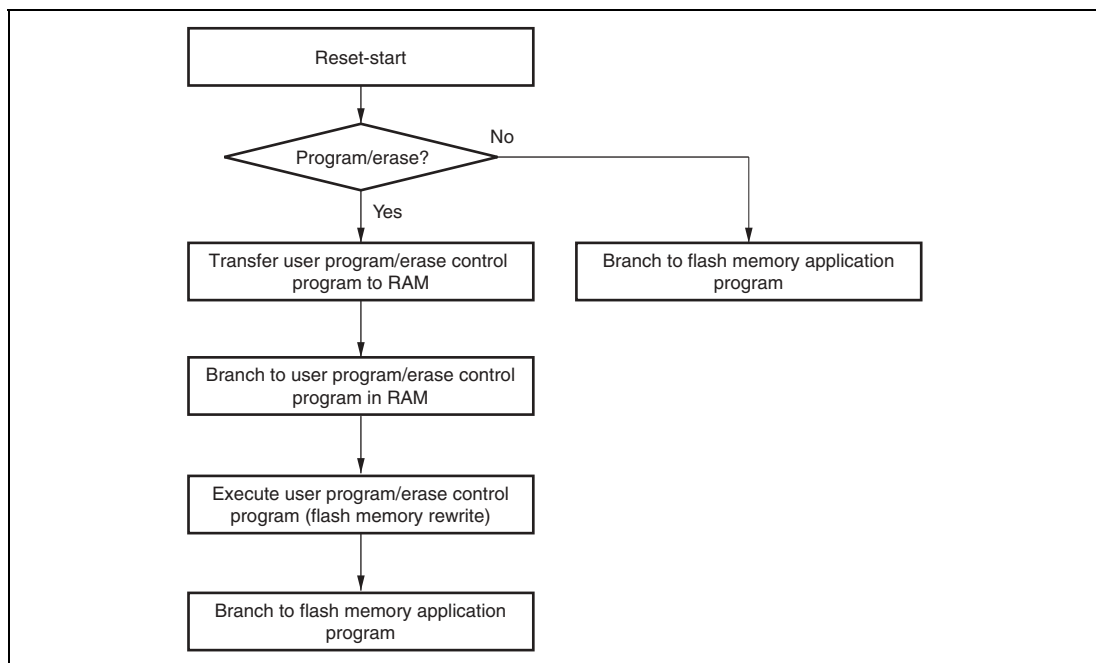 Reset-start
No
Program/erase?
Yes
Transfer user program/erase control
program to RAM
Branch to flash memory application
program
Branch to user program/erase control
program in RAM
Execute user program/erase control
program (flash memory rewrite)
Branch to flash memory application
program